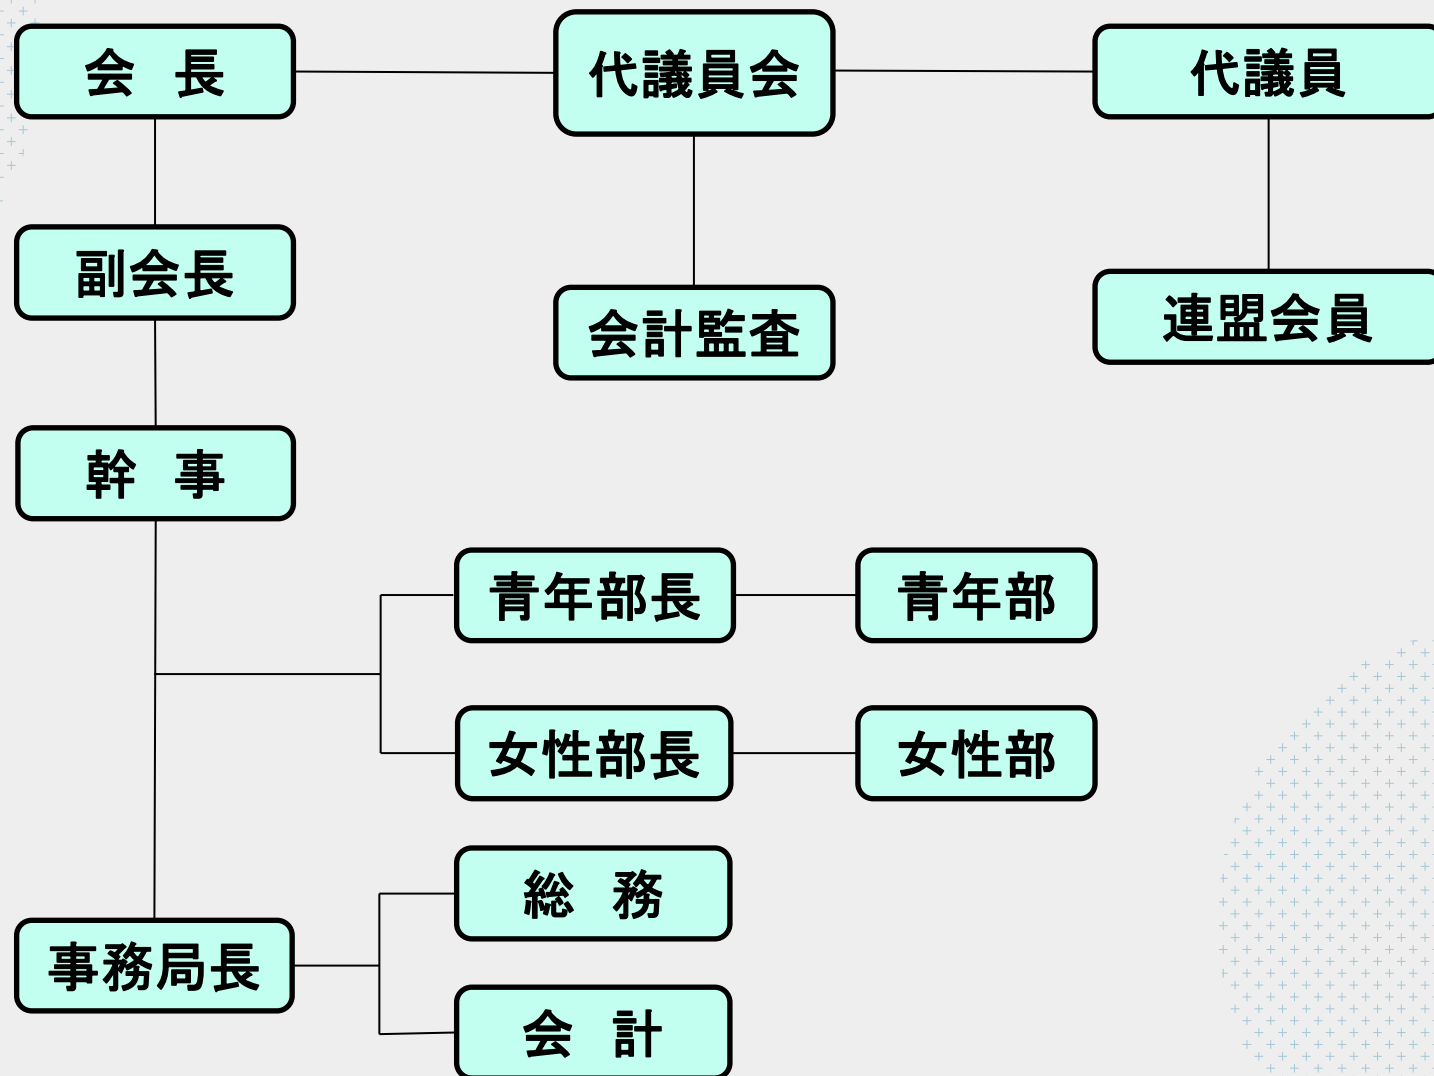 会 長
代議員会
代議員
副会長
会計監査
連盟会員
幹 事
青年部長
青年部
女性部長
女性部
総 務
事務局長
会 計